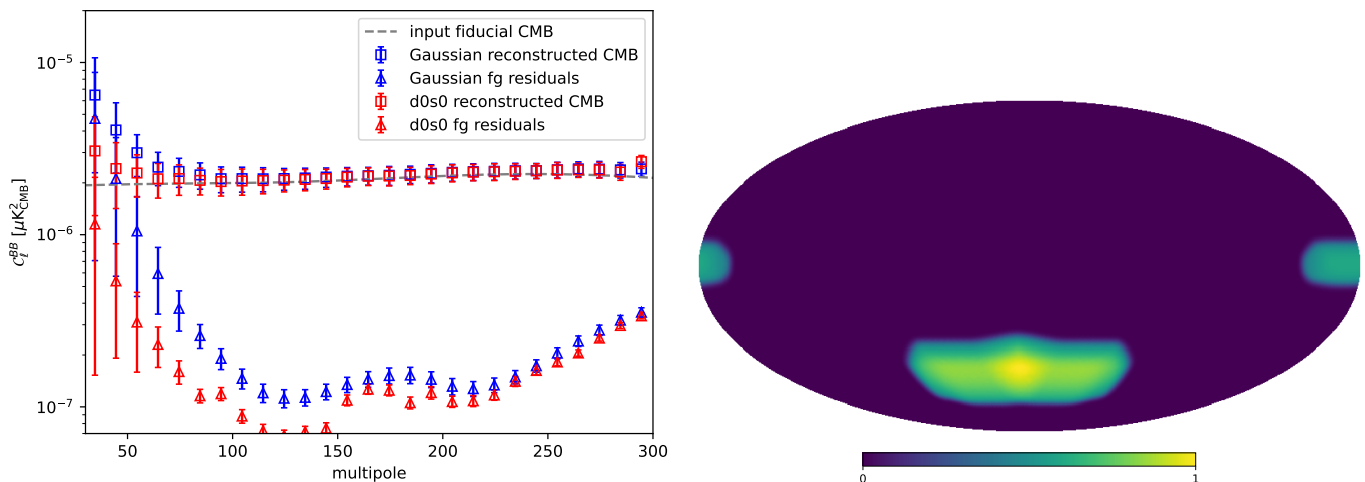 input fiducial CMB
Gaussian reconstructed CMB
Gaussian fg residuals
d0s0 reconstructed CMB
d0s0 fg residuals
10⁻⁵
10⁻⁶
10⁻⁷
C_ℓ^{BB} [μK²_CMB]
50 100 150 200 250 300
multipole
0 1